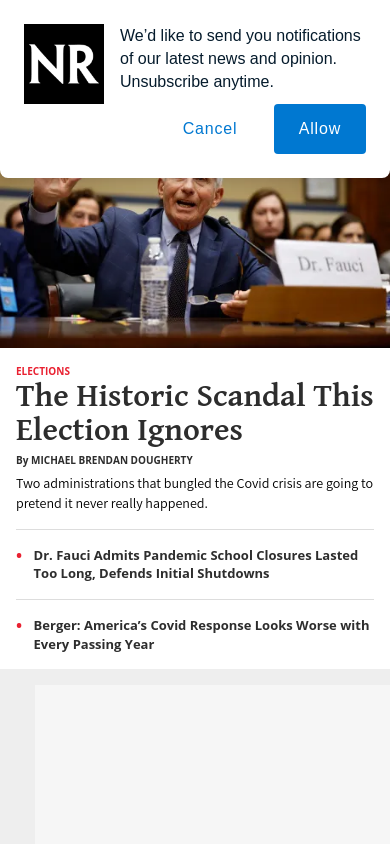 NR
We’d like to send you notifications
of our latest news and opinion.
Unsubscribe anytime.
Cancel
Allow
Dr. Fauci
ELECTIONS
The Historic Scandal This
Election Ignores
By MICHAEL BRENDAN DOUGHERTY
Two administrations that bungled the Covid crisis are going to
pretend it never really happened.
• Dr. Fauci Admits Pandemic School Closures Lasted
Too Long, Defends Initial Shutdowns
• Berger: America’s Covid Response Looks Worse with
Every Passing Year